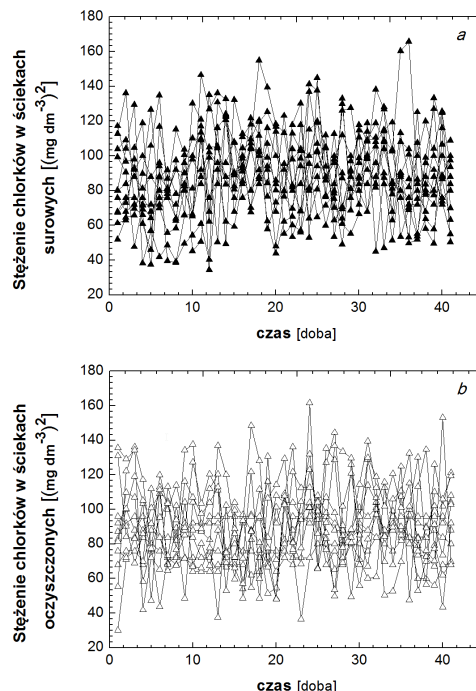 a
Stężenie chlorków w ściekach
surowych [(mg dm⁻³)²]
180
160
140
120
100
80
60
40
20
0 10 20 30 40
czas [doba]
b
Stężenie chlorków w ściekach
oczyszczonych [(mg dm⁻³)²]
180
160
140
120
100
80
60
40
20
0 10 20 30 40
czas [doba]